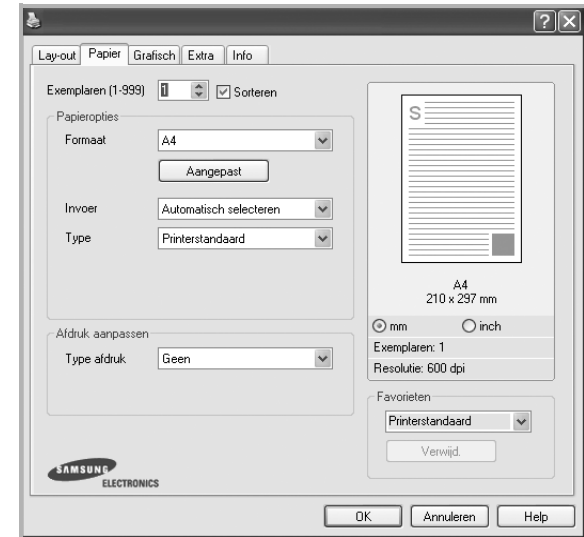 Lay-out Papier Grafisch Extra Info
Exemplaren (1-999) 1 Sorteren
Papieropties
Formaat A4
Aangepast
Invoer Automatisch selecteren
Type Printerstandaard
Afdruk aanpassen
Type afdruk Geen
SAMSUNG
ELECTRONICS
S
A4
210 x 297 mm
mm inch
Exemplaren: 1
Resolutie: 600 dpi
Favorieten
Printerstandaard
Verwijd.
OK Annuleren Help